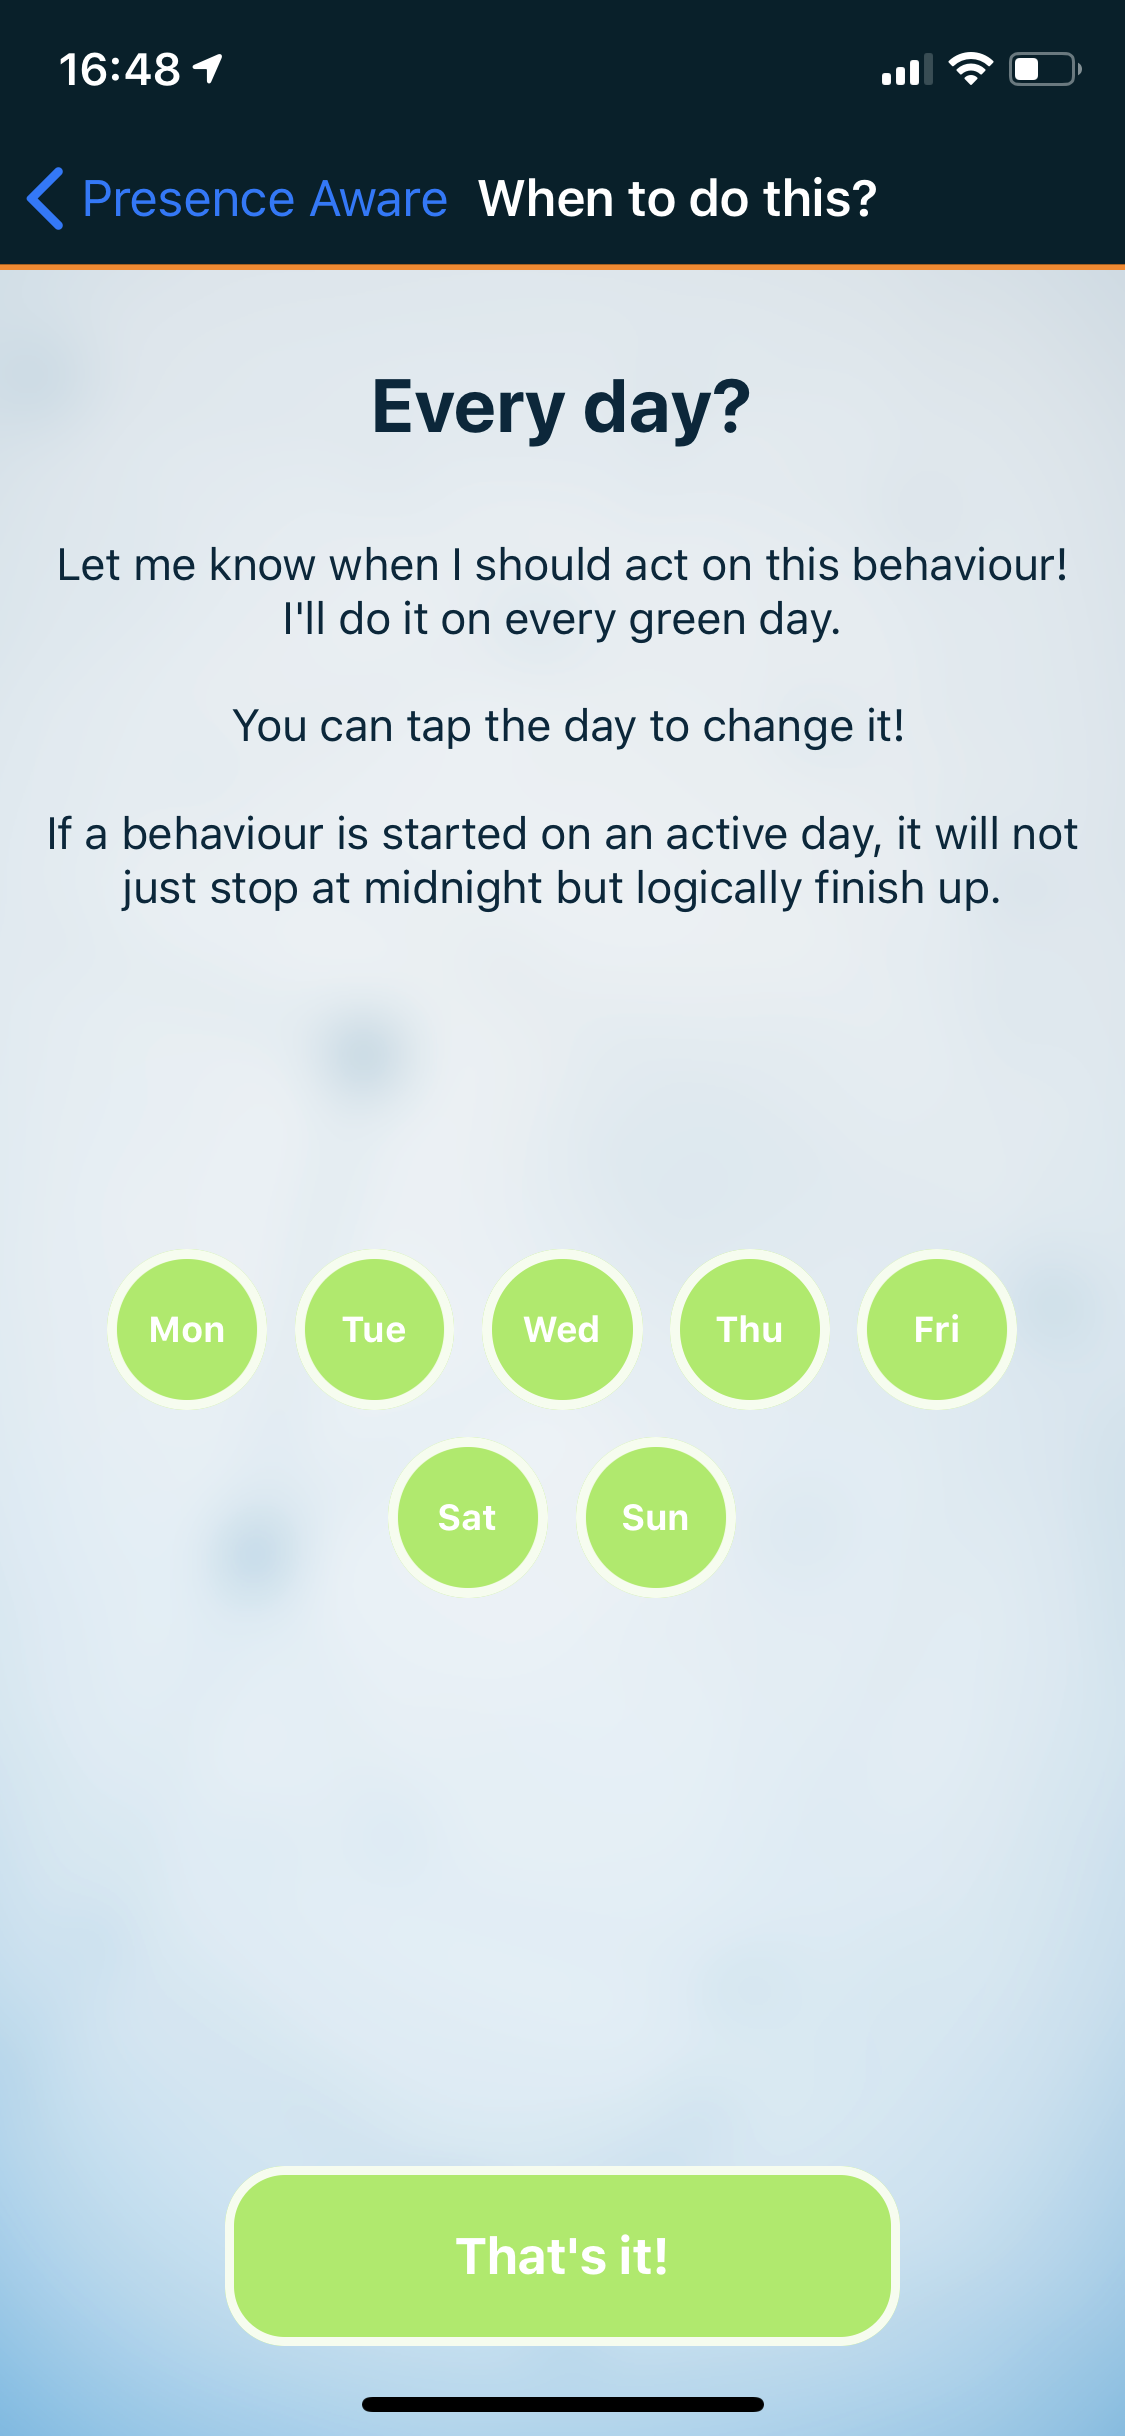 16:48
Presence Aware When to do this?
Every day?
Let me know when I should act on this behaviour!
I'll do it on every green day.
You can tap the day to change it!
If a behaviour is started on an active day, it will not
just stop at midnight but logically finish up.
Mon Tue Wed Thu Fri
Sat Sun
That's it!